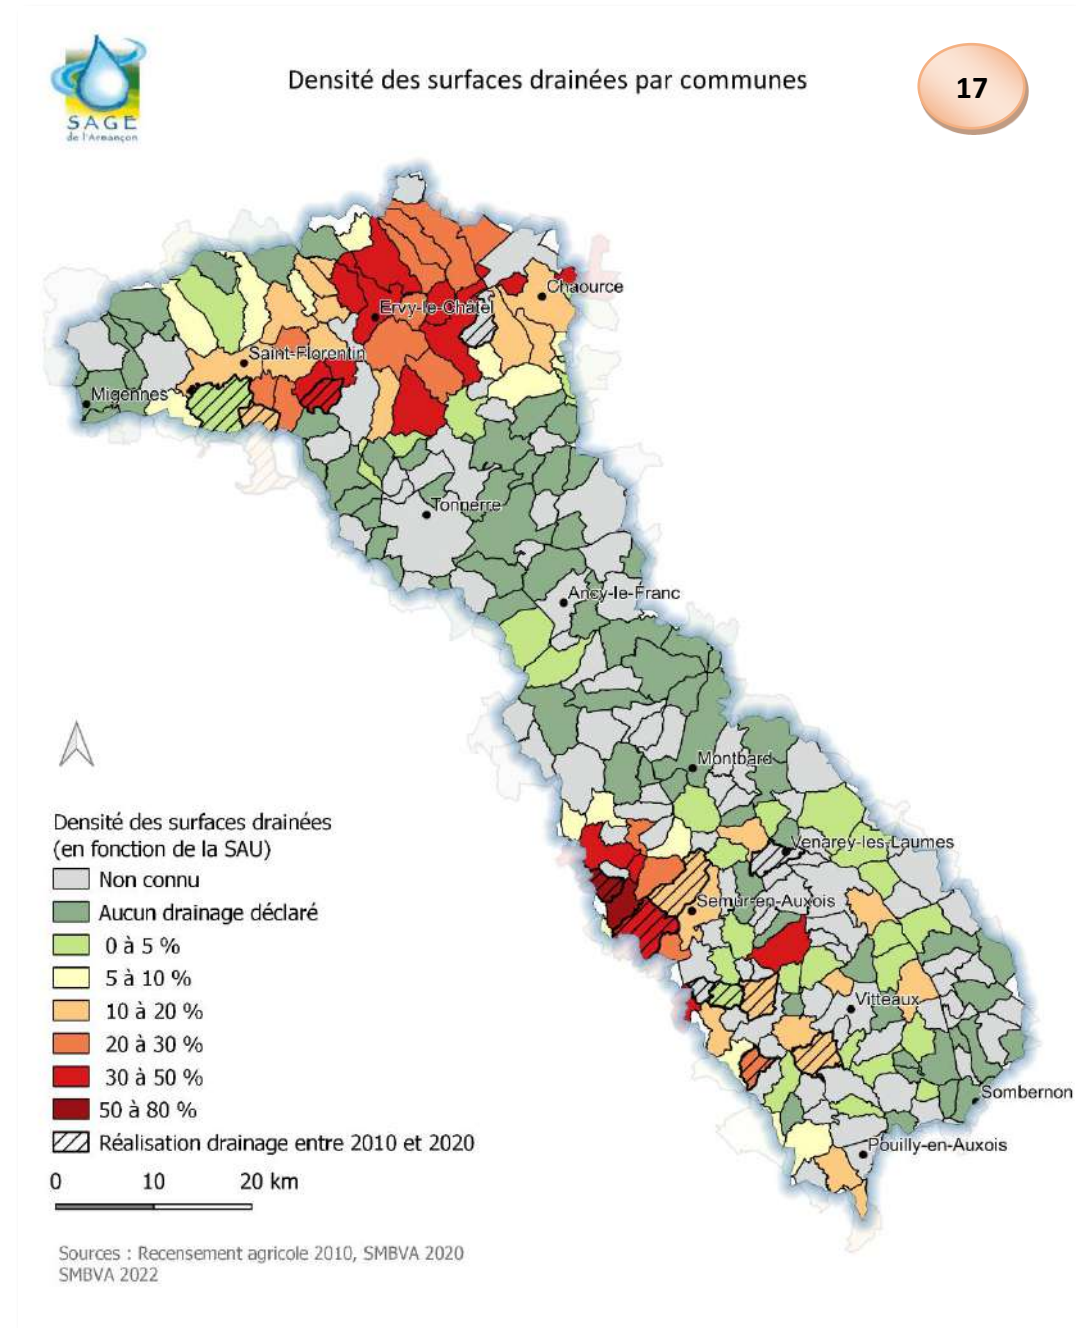 SAGE
de l'Armançon
Densité des surfaces drainées par communes
17
Chaource
Ervy-le-Châtel
Saint-Florentin
Migennes
Tonnerre
Ancy-le-Franc
Montbard
Venarey-les-Laumes
Semur-en-Auxois
Vitteaux
Sombernon
Pouilly-en-Auxois
Densité des surfaces drainées
(en fonction de la SAU)
Non connu
Aucun drainage déclaré
0 à 5 %
5 à 10 %
10 à 20 %
20 à 30 %
30 à 50 %
50 à 80 %
Réalisation drainage entre 2010 et 2020
0 10 20 km
Sources : Recensement agricole 2010, SMBVA 2020
SMBVA 2022